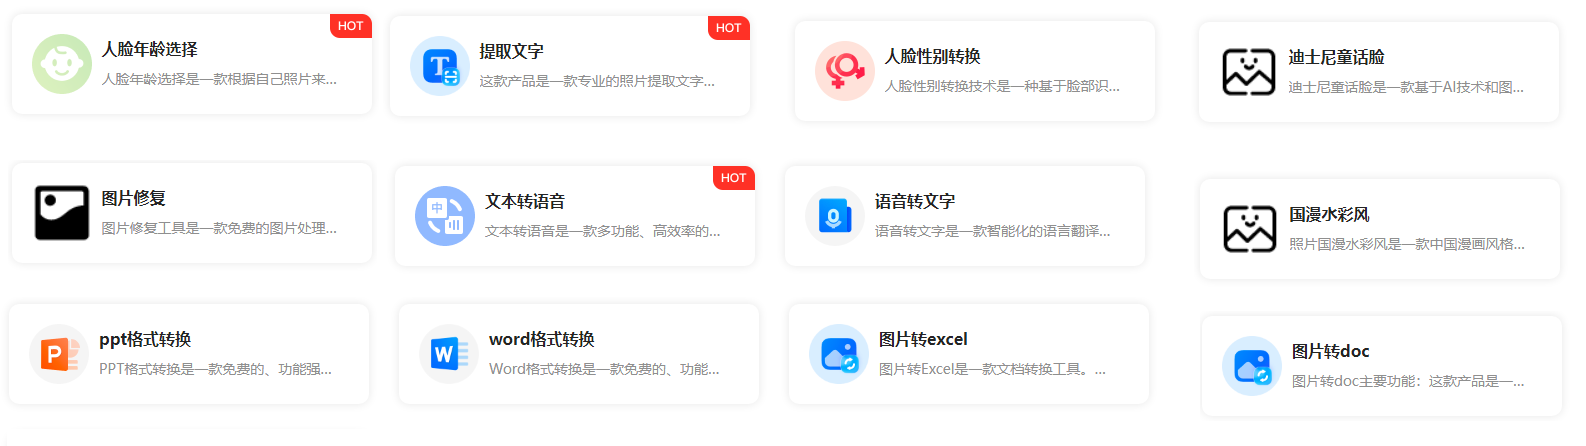 HOT
人脸年龄选择
人脸年龄选择是一款根据自己照片来...
HOT
提取文字
这款产品是一款专业的照片提取文字...
人脸性别转换
人脸性别转换技术是一种基于脸部识...
迪士尼童话脸
迪士尼童话脸是一款基于AI技术和图...
图片修复
图片修复工具是一款免费的图片处理...
HOT
文本转语音
文本转语音是一款多功能、高效率的...
语音转文字
语音转文字是一款智能化的语言翻译...
国漫水彩风
照片国漫水彩风是一款中国漫画风格...
ppt格式转换
PPT格式转换是一款免费的、功能强...
word格式转换
Word格式转换是一款免费的、功能...
图片转excel
图片转Excel是一款文档转换工具。...
图片转doc
图片转doc主要功能：这款产品是一...